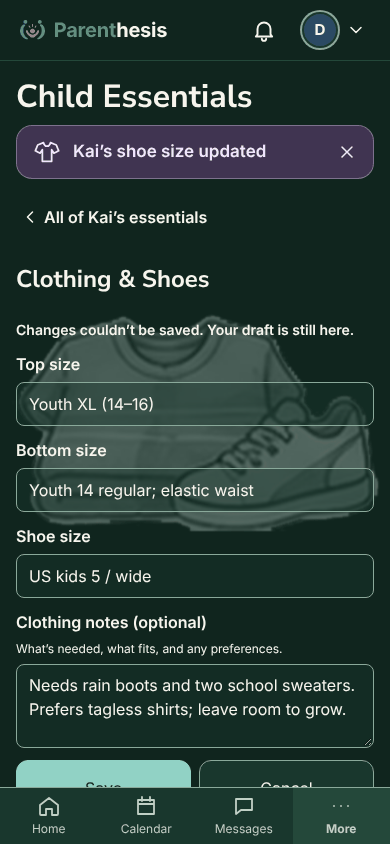 Parenthesis
D
Child Essentials
Kai’s shoe size updated
All of Kai’s essentials
Clothing & Shoes
Changes couldn’t be saved. Your draft is still here.
Top size
Youth XL (14–16)
Bottom size
Youth 14 regular; elastic waist
Shoe size
US kids 5 / wide
Clothing notes (optional)
What’s needed, what fits, and any preferences.
Needs rain boots and two school sweaters.
Prefers tagless shirts; leave room to grow.
Save Cancel
Home Calendar Messages More